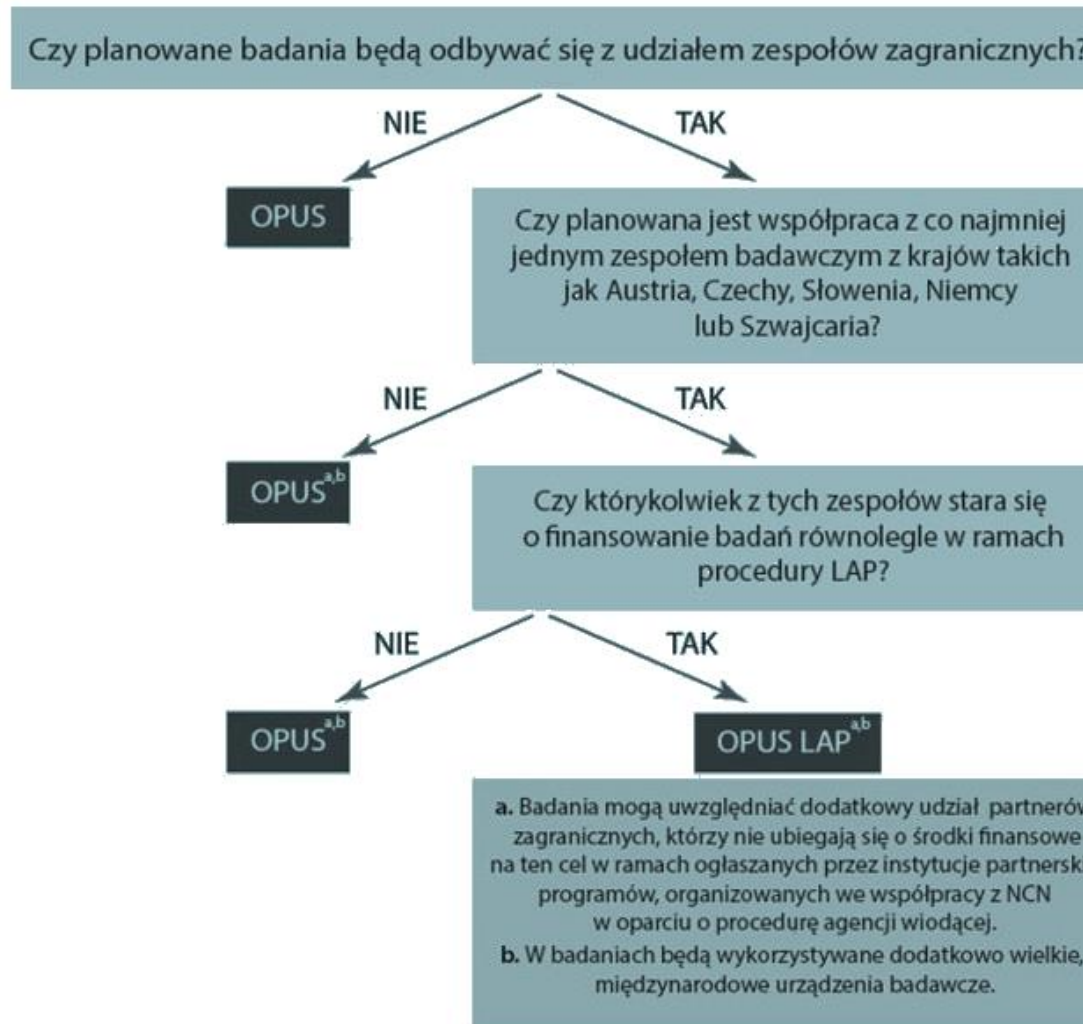 Czy planowane badania będą odbywać się z udziałem zespołów zagranicznych?
NIE
TAK
OPUS
Czy planowana jest współpraca z co najmniej
jednym zespołem badawczym z krajów takich
jak Austria, Czechy, Słowenia, Niemcy
lub Szwajcaria?
NIE
TAK
OPUS a,b
Czy którykolwiek z tych zespołów stara się
o finansowanie badań równolegle w ramach
procedury LAP?
NIE
TAK
OPUS a,b
OPUS LAP a,b
a. Badania mogą uwzględniać dodatkowy udział partnerów
zagranicznych, którzy nie ubiegają się o środki finansowe
na ten cel w ramach ogłaszanych przez instytucje partnersk
programów, organizowanych we współpracy z NCN
w oparciu o procedurę agencji wiodącej.
b. W badaniach będą wykorzystywane dodatkowo wielkie,
międzynarodowe urządzenia badawcze.